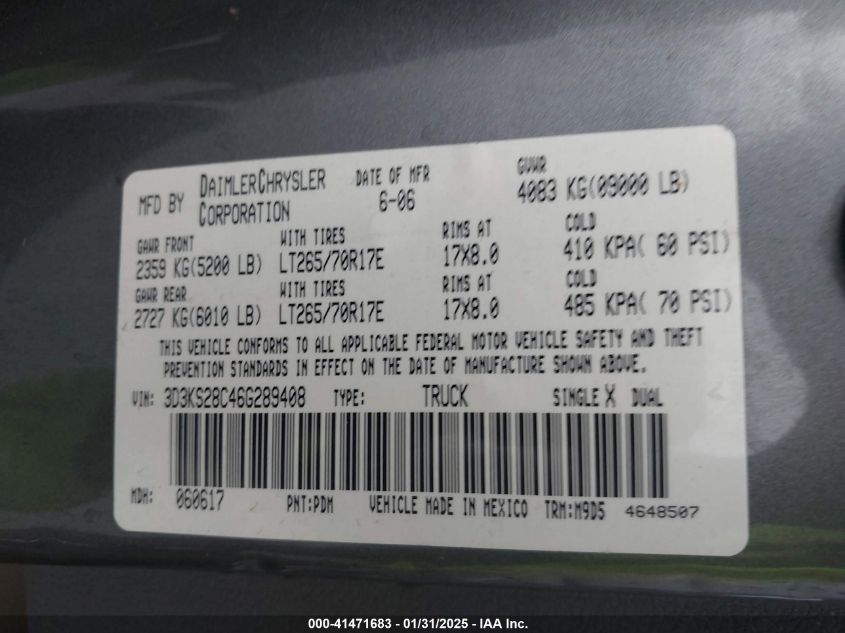 MFD BY DAIMLERCHRYSLER CORPORATION DATE OF MFR 6-06 GVWR 4083 KG(09000 LB)
GAWR FRONT WITH TIRES RIMS AT COLD
2359 KG(5200 LB) LT265/70R17E 17X8.0 410 KPA( 60 PSI)
GAWR REAR WITH TIRES RIMS AT COLD
2727 KG(6010 LB) LT265/70R17E 17X8.0 485 KPA( 70 PSI)
THIS VEHICLE CONFORMS TO ALL APPLICABLE FEDERAL MOTOR VEHICLE SAFETY AND THEFT
PREVENTION STANDARDS IN EFFECT ON THE DATE OF MANUFACTURE SHOWN ABOVE.
VIN: 3D3KS28C46G289408 TYPE: TRUCK SINGLE X DUAL
MDH: 060617 PNT:PDM VEHICLE MADE IN MEXICO TRM:M9D5 4648507
000-41471683 - 01/31/2025 - IAA Inc.